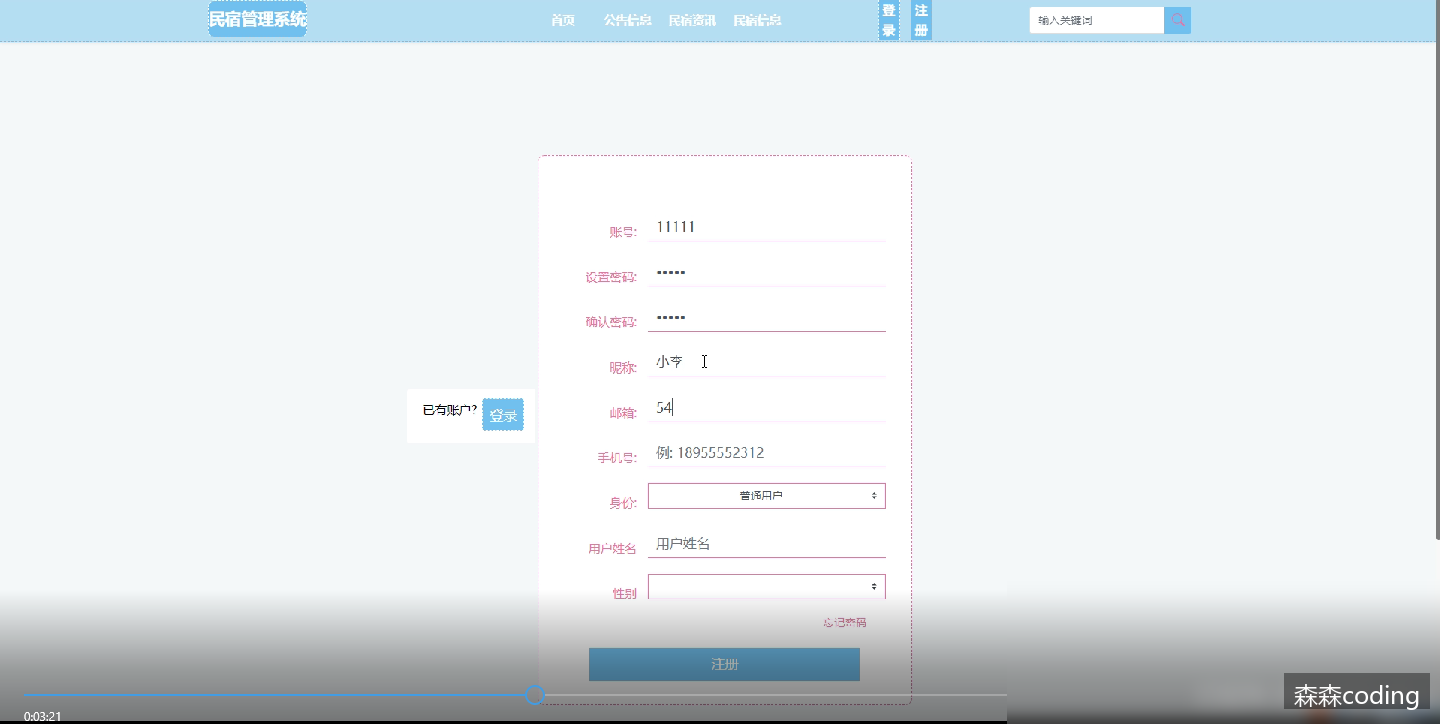 民宿管理系统
首页 公告信息 民宿资讯 民宿信息
登录
注册
输入关键词
账号: 11111
设置密码: •••••
确认密码: •••••
昵称: 小李
邮箱: 54
已有账户? 登录
手机号: 例: 18955552312
身份: 普通用户
用户姓名 用户姓名
性别
忘记密码
注册
森森coding
0:03:21